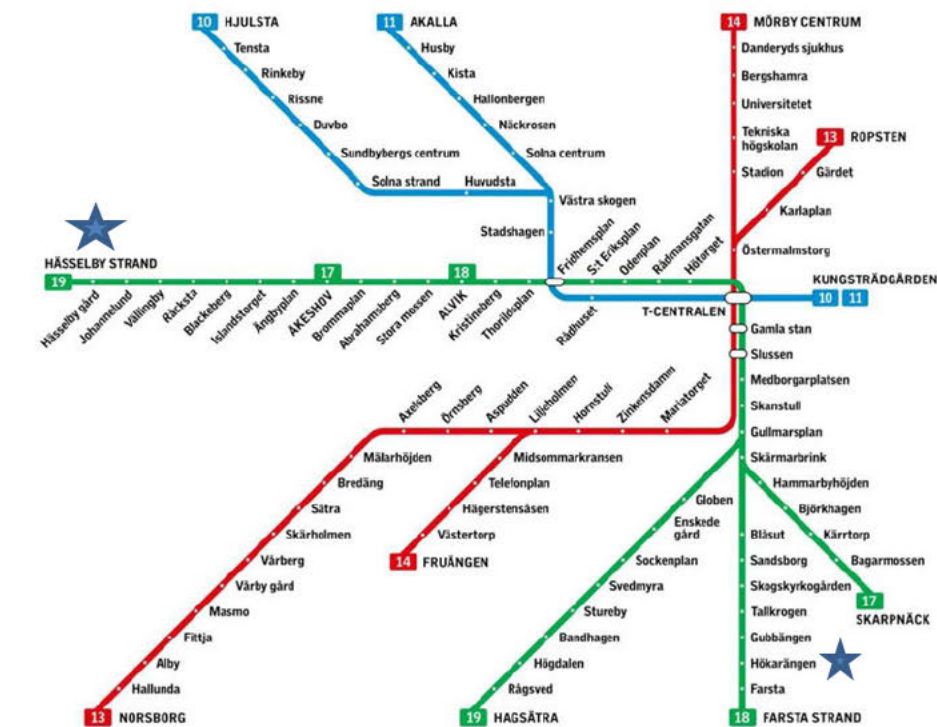 10 HJULSTA
Tensta
Rinkeby
Rissne
Duvbo
Sundbybergs centrum
Solna strand
Huvudsta
11 AKALLA
Husby
Kista
Hallonbergen
Näckrosen
Solna centrum
Västra skogen
Stadshagen
14 MÖRBY CENTRUM
Danderyds sjukhus
Bergshamra
Universitetet
Tekniska
högskolan
Stadion
13 ROPSTEN
Gärdet
Karlaplan
Östermalmstorg
HÄSSELBY STRAND
19
Hässelby gård
Johannelund
Vällingby
Råcksta
Blackeberg
Islandstorget
Ängbyplan
17
ÅKESHOV
Brommaplan
Abrahamsberg
Stora mossen
18
ALVIK
Kristineberg
Thorildsplan
Fridhemsplan
S:t Eriksplan
Odenplan
Rådmansgatan
Hötorget
Rådhuset
T-CENTRALEN
KUNGSTRÄDGÅRDEN
10 11
Gamla stan
Slussen
Medborgarplatsen
Skanstull
Gullmarsplan
Skärmarbrink
Axelsberg
Örnsberg
Aspudden
Liljeholmen
Hornstull
Zinkensdamm
Mariatorget
Mälarhöjden
Bredäng
Sätra
Skärholmen
Vårberg
Vårby gård
Masmo
Fittja
Alby
Hallunda
13 NORSBORG
Midsommarkransen
Telefonplan
Hägerstensåsen
Västertorp
14 FRUÄNGEN
Globen
Enskede
gård
Sockenplan
Svedmyra
Stureby
Bandhagen
Högdalen
Rågsved
19 HAGSÄTRA
Hammarbyhöjden
Björkhagen
Kärrtorp
Bagarmossen
17
SKARPNÄCK
Blåsut
Sandsborg
Skogskyrkogården
Tallkrogen
Gubbängen
Hökarängen
Farsta
18 FARSTA STRAND